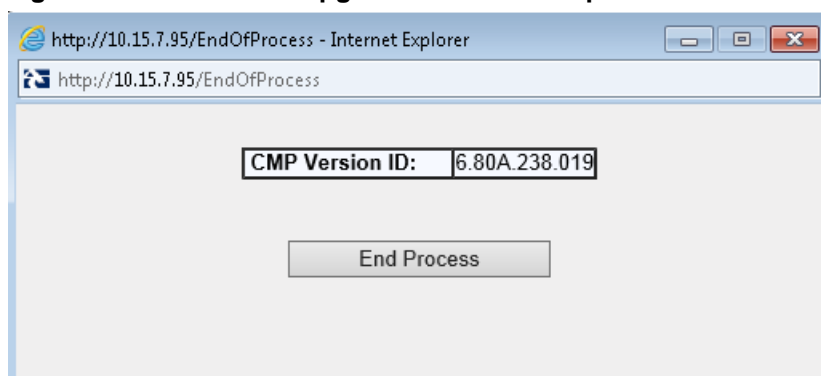 http://10.15.7.95/EndOfProcess - Internet Explorer
http://10.15.7.95/EndOfProcess
CMP Version ID: 6.80A.238.019
End Process